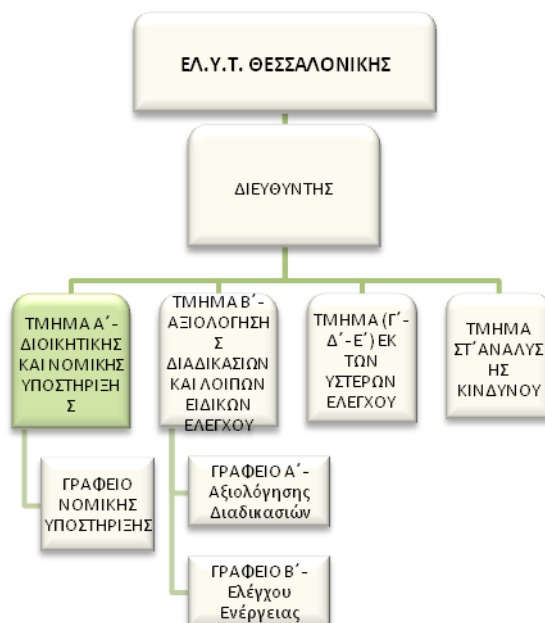 ΕΛ.Υ.Τ. ΘΕΣΣΑΛΟΝΙΚΗΣ
ΔΙΕΥΘΥΝΤΗΣ
ΤΜΗΜΑ Α΄-
ΔΙΟΙΚΗΤΙΚΗΣ
ΚΑΙ ΝΟΜΙΚΗΣ
ΥΠΟΣΤΗΡΙΞΗ
Σ
ΤΜΗΜΑ Β΄-
ΑΞΙΟΛΟΓΗΣΗ
Σ
ΔΙΑΔΙΚΑΣΙΩΝ
ΚΑΙ ΛΟΙΠΩΝ
ΕΙΔΙΚΩΝ
ΕΛΕΓΧΟΥ
ΤΜΗΜΑ (Γ΄-
Δ΄-Ε΄) ΕΚ
ΤΩΝ
ΥΣΤΕΡΩΝ
ΕΛΕΓΧΟΥ
ΤΜΗΜΑ
ΣΤ΄ΑΝΑΛΥΣ
ΗΣ
ΚΙΝΔΥΝΟΥ
ΓΡΑΦΕΙΟ
ΝΟΜΙΚΗΣ
ΥΠΟΣΤΗΡΙΞΗΣ
ΓΡΑΦΕΙΟ Α΄-
Αξιολόγησης
Διαδικασιών
ΓΡΑΦΕΙΟ Β΄-
Ελέγχου
Ενέργειας